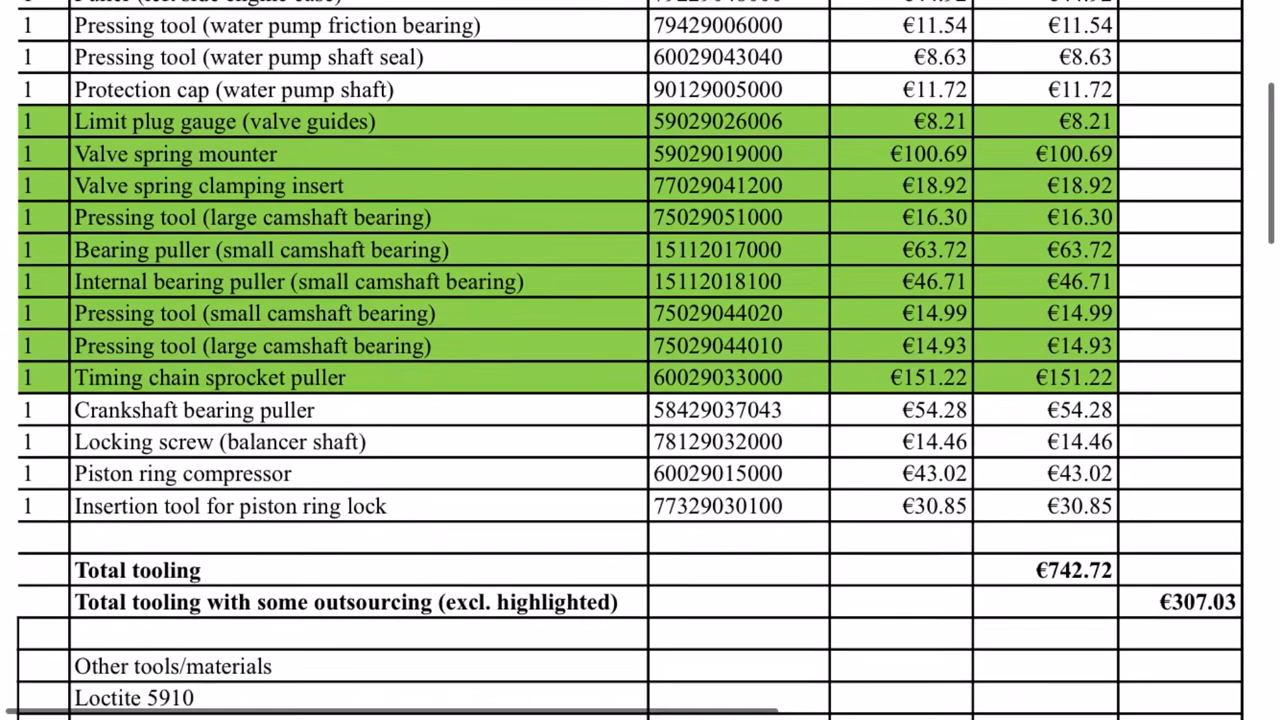 1 Pressing tool (water pump friction bearing) 79429006000 €11.54 €11.54
1 Pressing tool (water pump shaft seal) 60029043040 €8.63 €8.63
1 Protection cap (water pump shaft) 90129005000 €11.72 €11.72
1 Limit plug gauge (valve guides) 59029026006 €8.21 €8.21
1 Valve spring mounter 59029019000 €100.69 €100.69
1 Valve spring clamping insert 77029041200 €18.92 €18.92
1 Pressing tool (large camshaft bearing) 75029051000 €16.30 €16.30
1 Bearing puller (small camshaft bearing) 15112017000 €63.72 €63.72
1 Internal bearing puller (small camshaft bearing) 15112018100 €46.71 €46.71
1 Pressing tool (small camshaft bearing) 75029044020 €14.99 €14.99
1 Pressing tool (large camshaft bearing) 75029044010 €14.93 €14.93
1 Timing chain sprocket puller 60029033000 €151.22 €151.22
1 Crankshaft bearing puller 58429037043 €54.28 €54.28
1 Locking screw (balancer shaft) 78129032000 €14.46 €14.46
1 Piston ring compressor 60029015000 €43.02 €43.02
1 Insertion tool for piston ring lock 77329030100 €30.85 €30.85
Total tooling €742.72
Total tooling with some outsourcing (excl. highlighted) €307.03
Other tools/materials
Loctite 5910